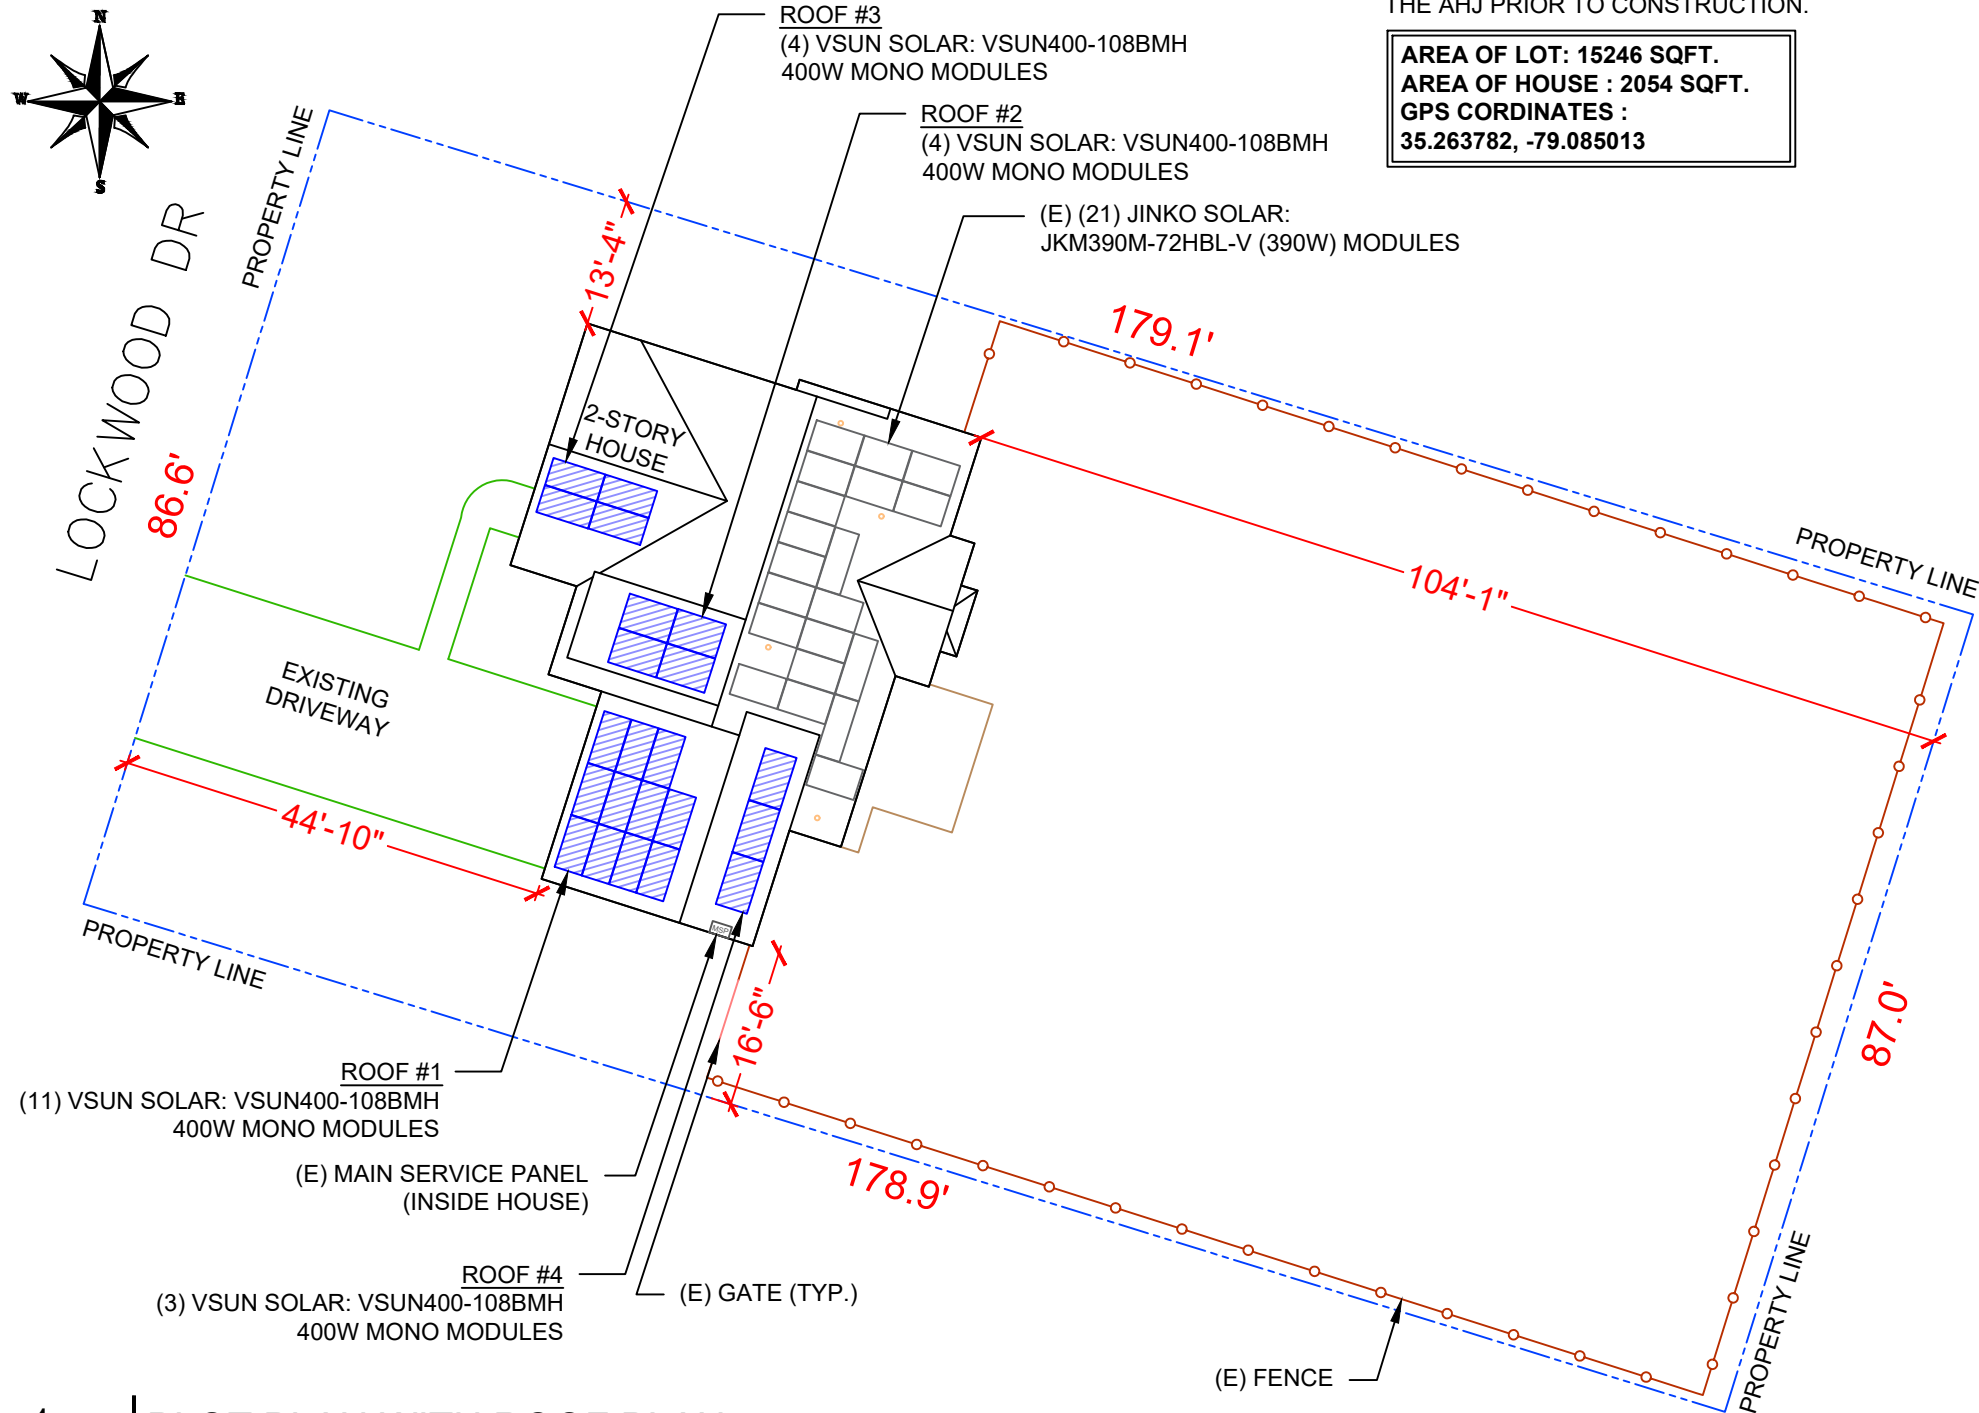 THE AHJ PRIOR TO CONSTRUCTION.
AREA OF LOT: 15246 SQFT.
AREA OF HOUSE : 2054 SQFT.
GPS CORDINATES :
35.263782, -79.085013
N
W
E
S
ROOF #3
(4) VSUN SOLAR: VSUN400-108BMH
400W MONO MODULES
ROOF #2
(4) VSUN SOLAR: VSUN400-108BMH
400W MONO MODULES
(E) (21) JINKO SOLAR:
JKM390M-72HBL-V (390W) MODULES
PROPERTY LINE
LOCKWOOD DR
86.6'
13'-4"
179.1'
2-STORY
HOUSE
104'-1"
PROPERTY LINE
EXISTING
DRIVEWAY
44'-10"
PROPERTY LINE
MSP
16'-6"
87.0'
178.9'
ROOF #1
(11) VSUN SOLAR: VSUN400-108BMH
400W MONO MODULES
(E) MAIN SERVICE PANEL
(INSIDE HOUSE)
ROOF #4
(3) VSUN SOLAR: VSUN400-108BMH
400W MONO MODULES
(E) GATE (TYP.)
(E) FENCE
PROPERTY LINE